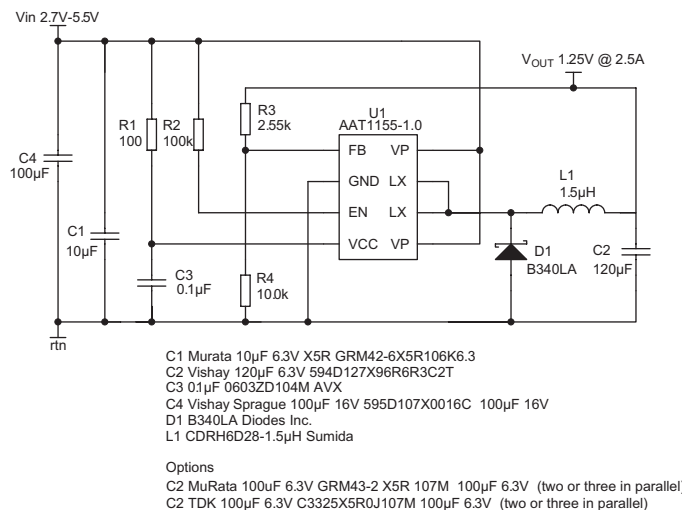 Vin 2.7V-5.5V
VOUT 1.25V @ 2.5A
R3
2.55k
U1
AAT1155-1.0
R1
100
R2
100k
FB VP
GND LX
EN LX
VCC VP
C4
100µF
L1
1.5µH
C1
10µF
D1
B340LA
C2
120µF
C3
0.1µF
R4
10.0k
rtn
C1 Murata 10µF 6.3V X5R GRM42-6X5R106K6.3
C2 Vishay 120µF 6.3V 594D127X96R6R3C2T
C3 0.1µF 0603ZD104M AVX
C4 Vishay Sprague 100µF 16V 595D107X0016C 100µF 16V
D1 B340LA Diodes Inc.
L1 CDRH6D28-1.5µH Sumida
Options
C2 MuRata 100uF 6.3V GRM43-2 X5R 107M 100µF 6.3V (two or three in parallel)
C2 TDK 100µF 6.3V C3325X5R0J107M 100µF 6.3V (two or three in parallel)